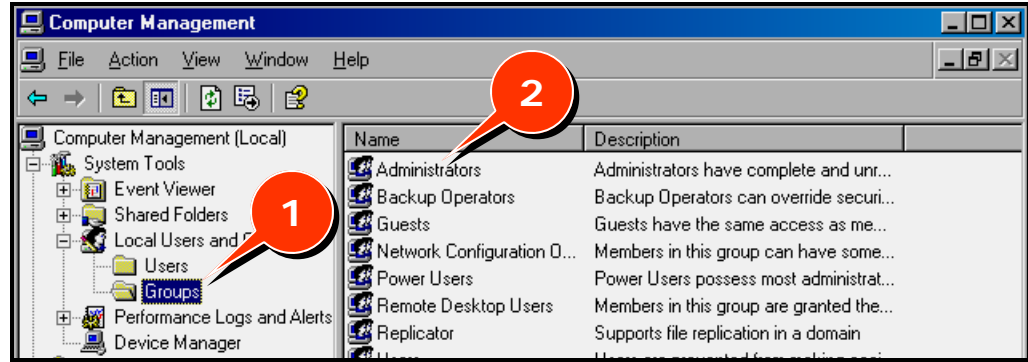 Computer Management
File Action View Window Help
2
Computer Management (Local)
System Tools
Event Viewer
Shared Folders
Local Users and
Users
Groups
Performance Logs and Alerts
Device Manager
1
Name Description
Administrators Administrators have complete and unr...
Backup Operators Backup Operators can override securi...
Guests Guests have the same access as me...
Network Configuration O... Members in this group can have some...
Power Users Power Users possess most administrat...
Remote Desktop Users Members in this group are granted the...
Replicator Supports file replication in a domain